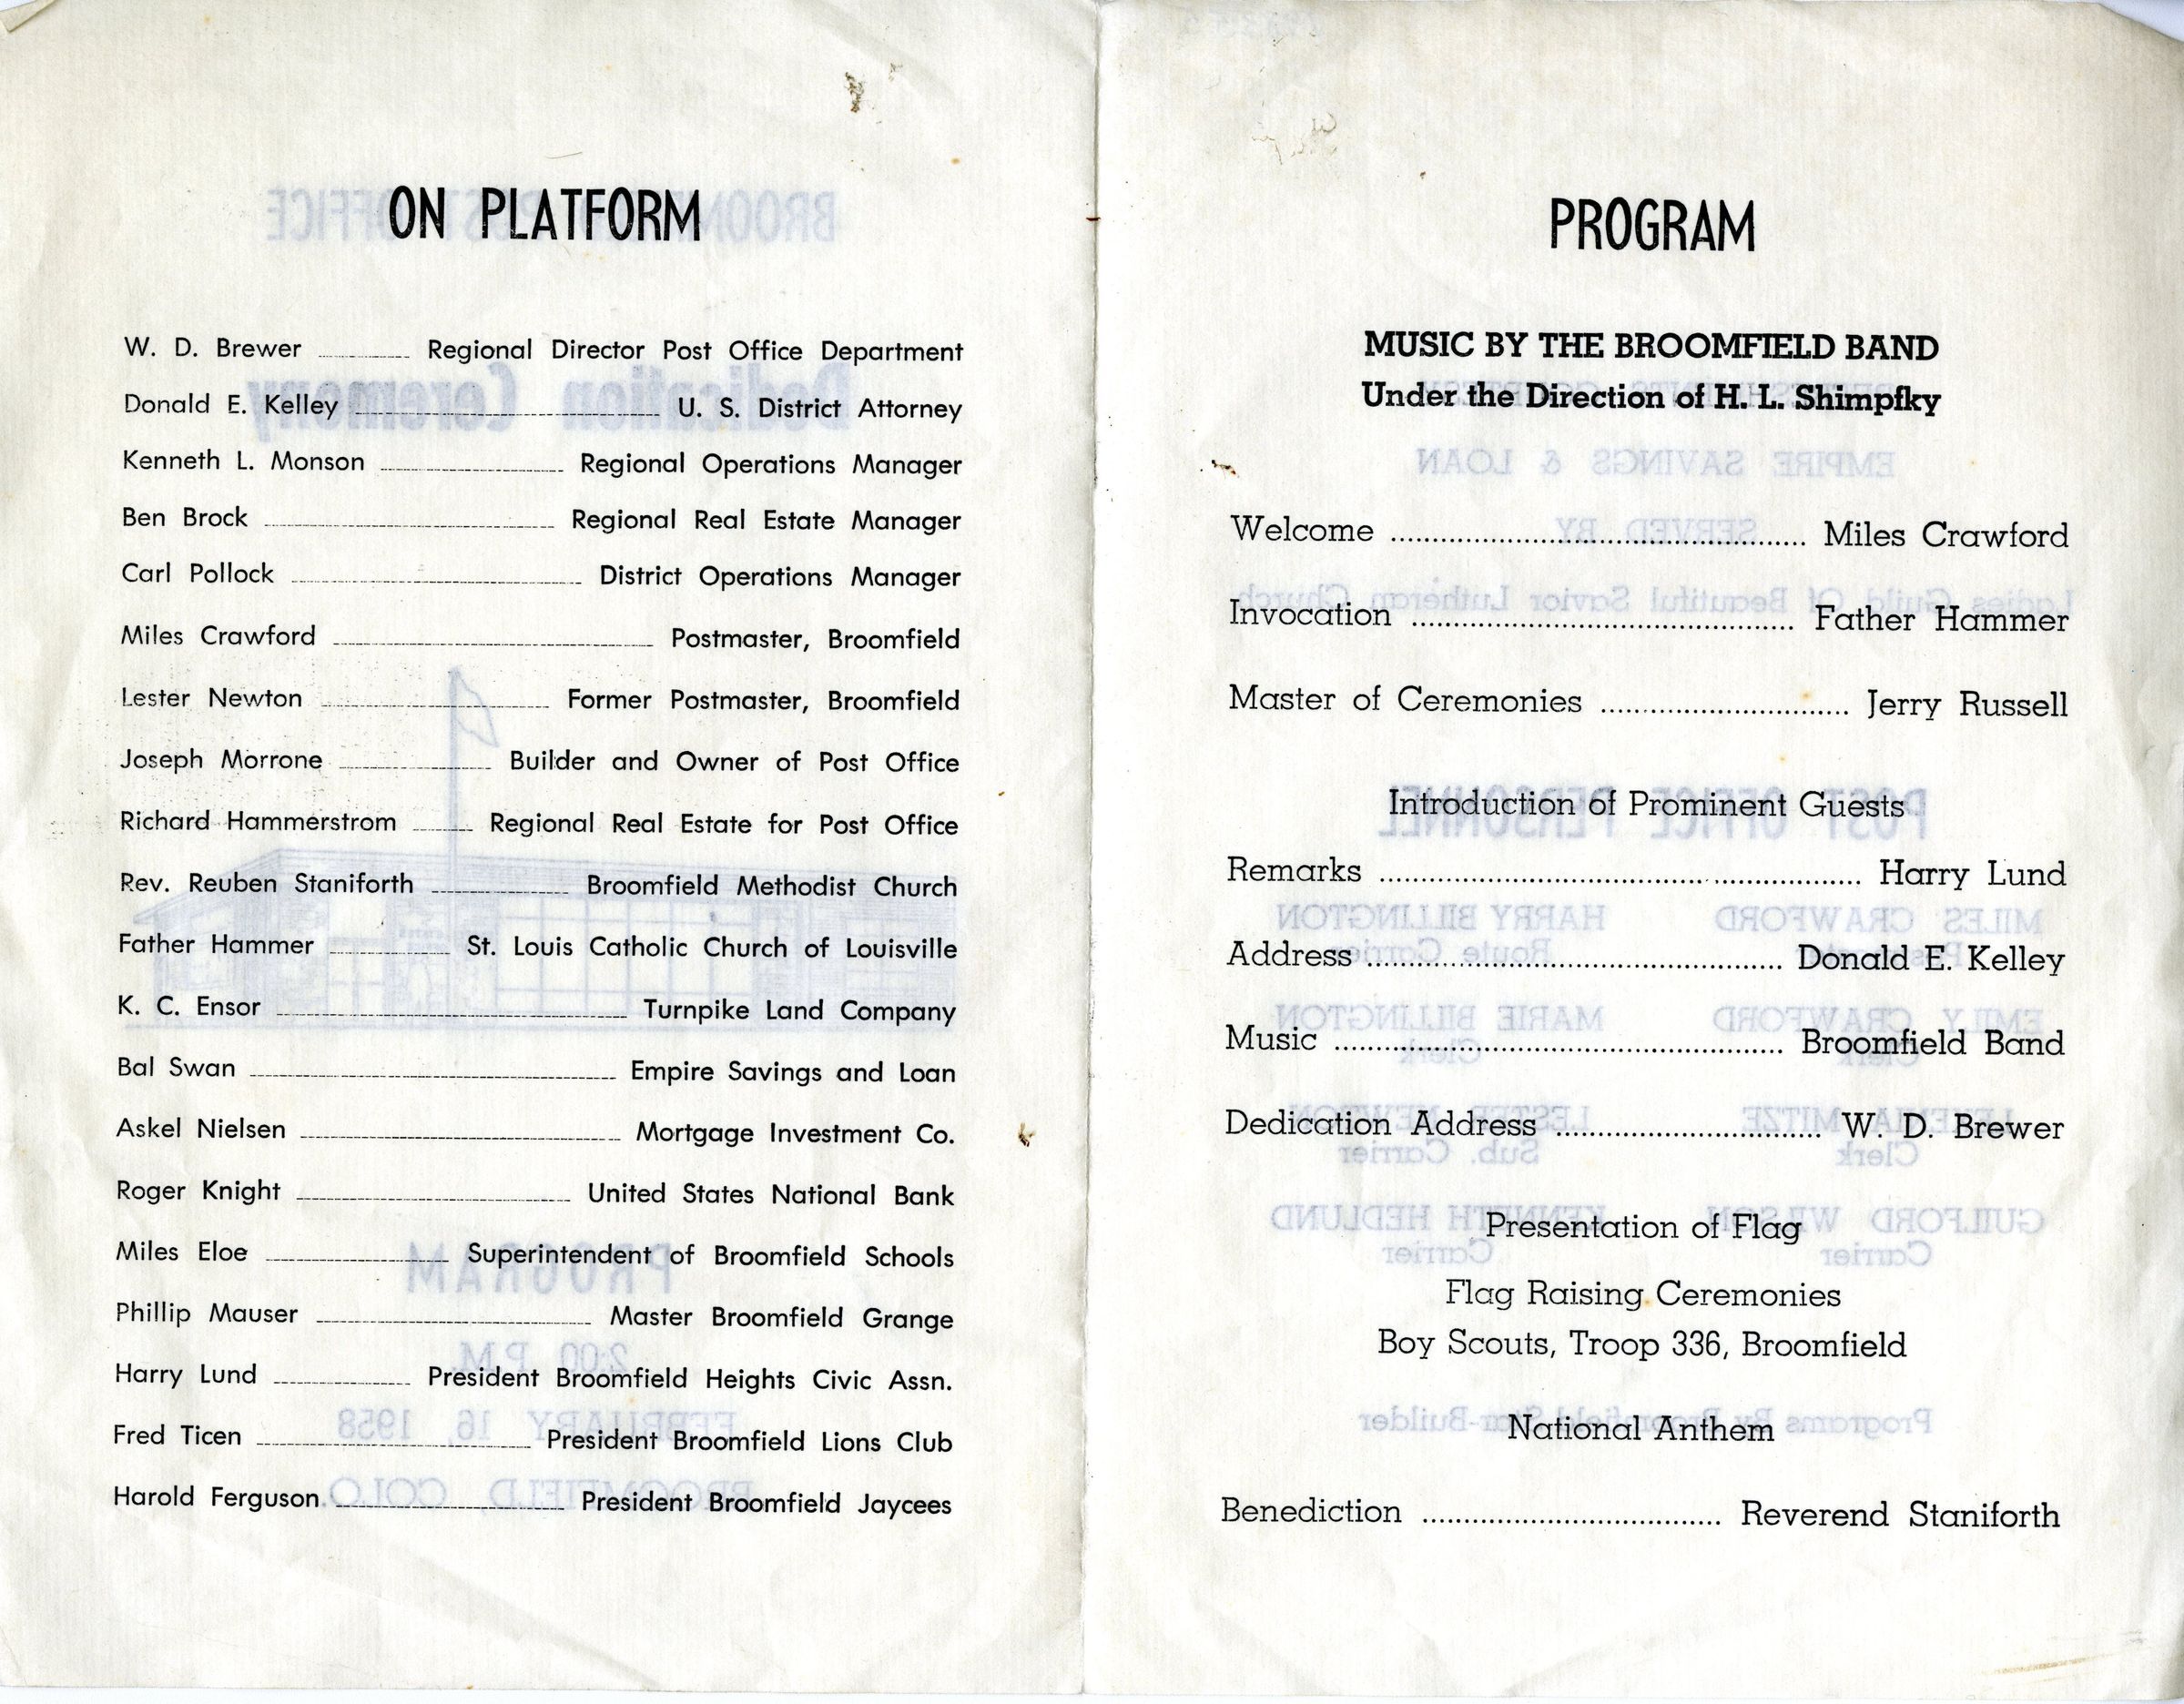 ON PLATFORM
W. D. Brewer .......... Regional Director Post Office Department
Donald E. Kelley .......... U. S. District Attorney
Kenneth L. Monson .......... Regional Operations Manager
Ben Brock .......... Regional Real Estate Manager
Carl Pollock .......... District Operations Manager
Miles Crawford .......... Postmaster, Broomfield
Lester Newton .......... Former Postmaster, Broomfield
Joseph Morrone .......... Builder and Owner of Post Office
Richard Hammerstrom .......... Regional Real Estate for Post Office
Rev. Reuben Staniforth .......... Broomfield Methodist Church
Father Hammer .......... St. Louis Catholic Church of Louisville
K. C. Ensor .......... Turnpike Land Company
Bal Swan .......... Empire Savings and Loan
Askel Nielsen .......... Mortgage Investment Co.
Roger Knight .......... United States National Bank
Miles Eloe .......... Superintendent of Broomfield Schools
Phillip Mauser .......... Master Broomfield Grange
Harry Lund .......... President Broomfield Heights Civic Assn.
Fred Ticen .......... President Broomfield Lions Club
Harold Ferguson .......... President Broomfield Jaycees
PROGRAM
MUSIC BY THE BROOMFIELD BAND
Under the Direction of H. L. Shimpfky
Welcome .......... Miles Crawford
Invocation .......... Father Hammer
Master of Ceremonies .......... Jerry Russell
Introduction of Prominent Guests
Remarks .......... Harry Lund
Address .......... Donald E. Kelley
Music .......... Broomfield Band
Dedication Address .......... W. D. Brewer
Presentation of Flag
Flag Raising Ceremonies
Boy Scouts, Troop 336, Broomfield
National Anthem
Benediction .......... Reverend Staniforth